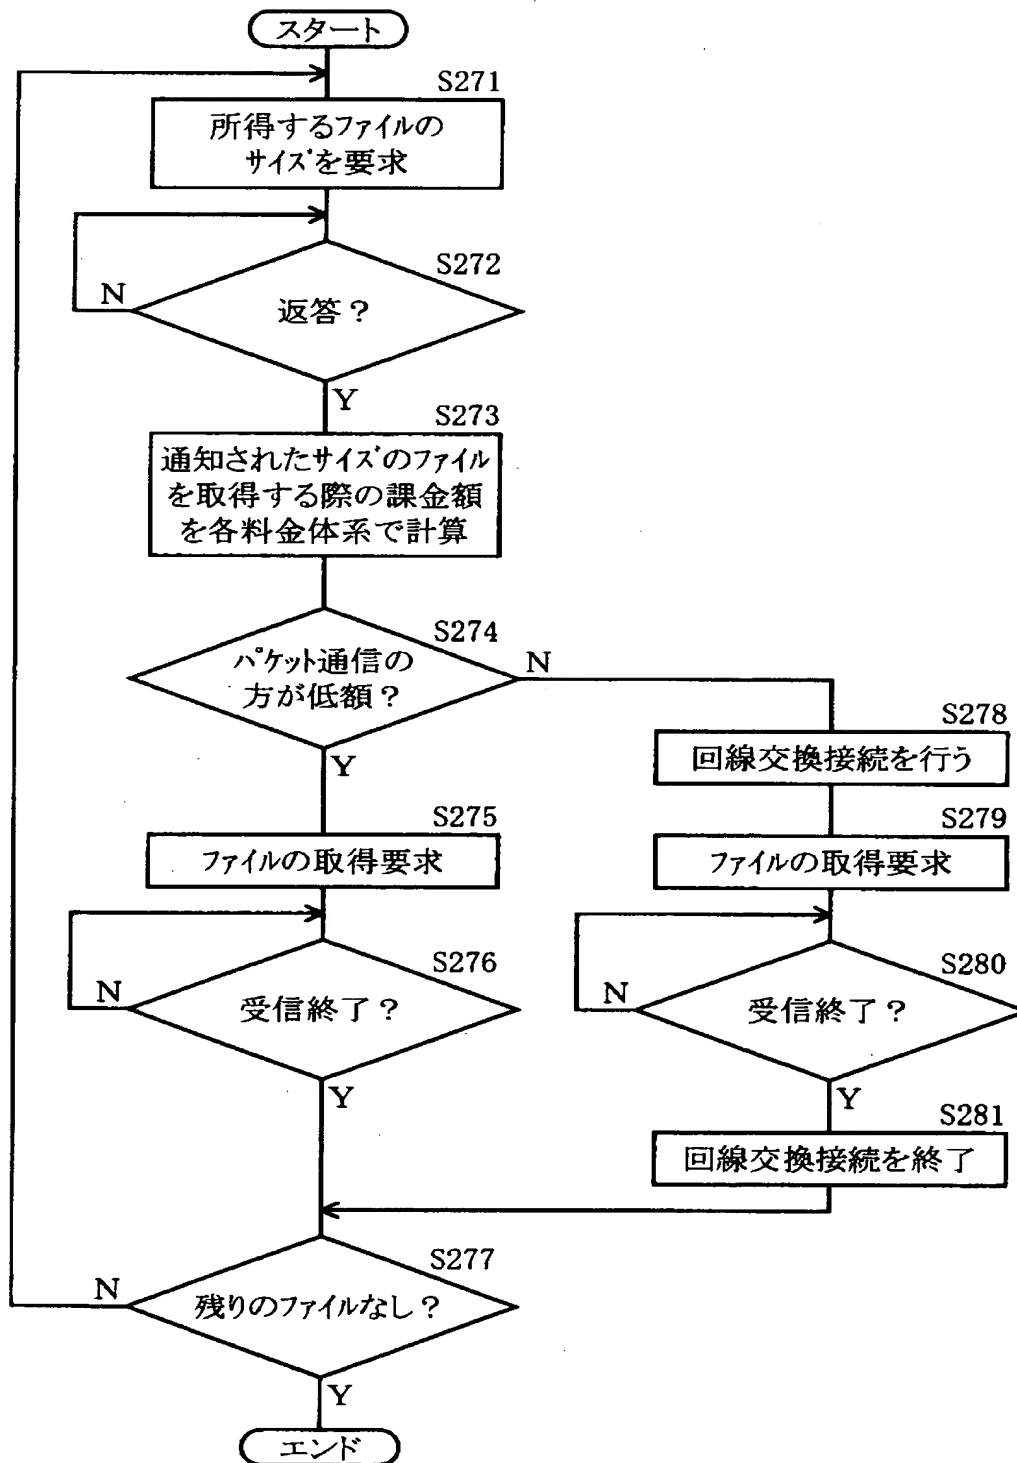 スタート
S271
所得するファイルの
サイズを要求
S272
N
返答？
Y
S273
通知されたサイズのファイル
を取得する際の課金額
を各料金体系で計算
S274
パケット通信の
方が低額？
N
Y
S278
回線交換接続を行う
S275
ファイルの取得要求
S279
ファイルの取得要求
S276
N
受信終了？
Y
S280
N
受信終了？
Y
S281
回線交換接続を終了
S277
N
残りのファイルなし？
Y
エンド